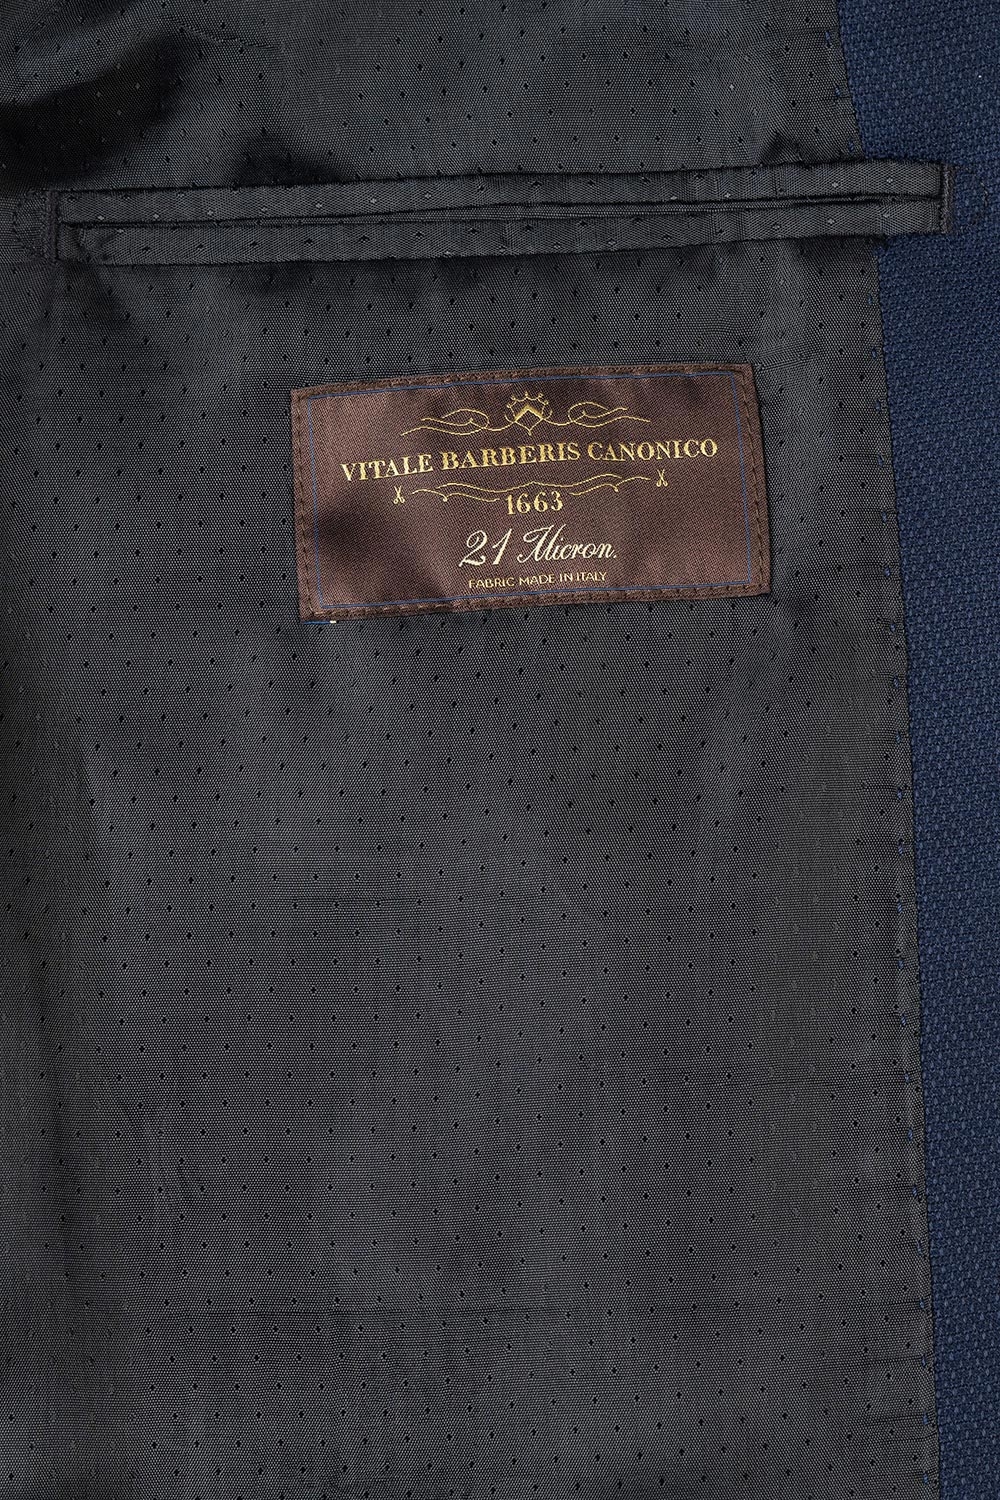 VITALE BARBERIS CANONICO
1663
21 Micron.
FABRIC MADE IN ITALY